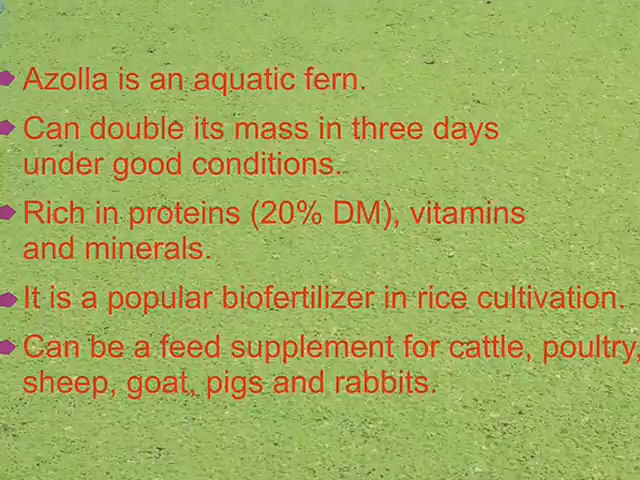 Azolla is an aquatic fern.
Can double its mass in three days
under good conditions.
Rich in proteins (20% DM), vitamins
and minerals.
It is a popular biofertilizer in rice cultivation.
Can be a feed supplement for cattle, poultry,
sheep, goat, pigs and rabbits.